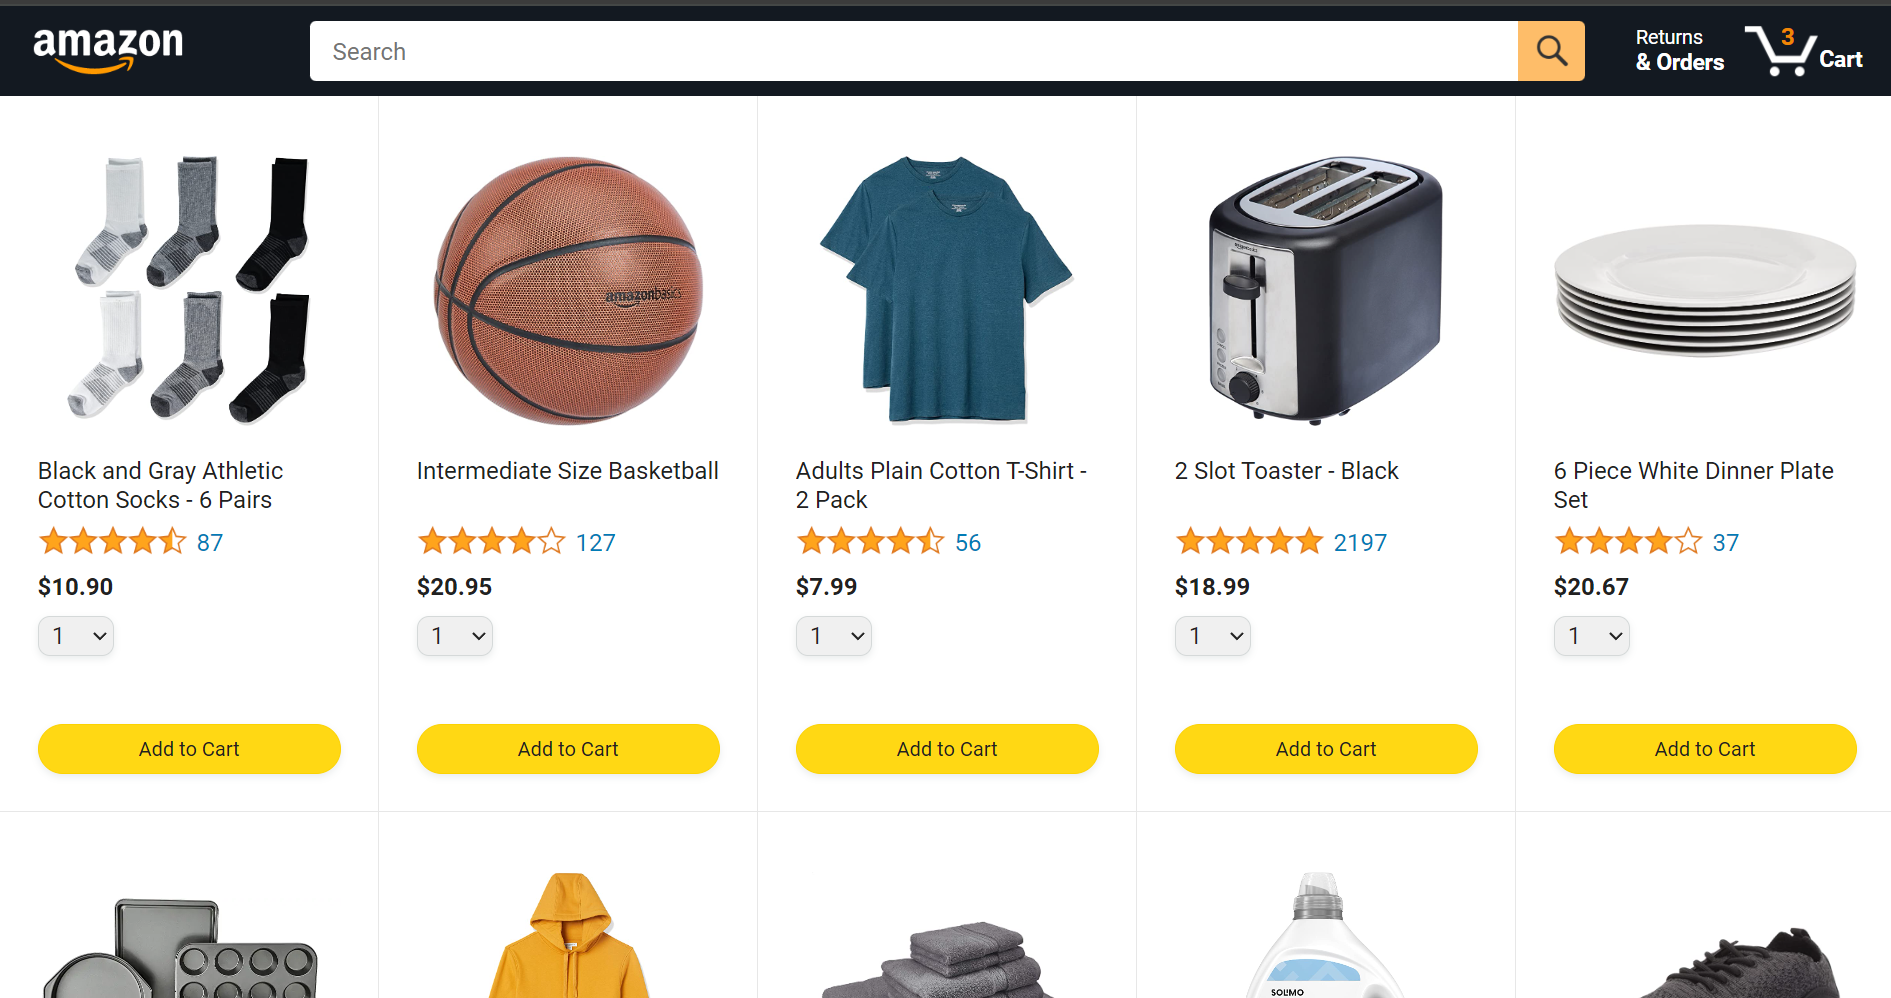 amazon
Search
Returns
& Orders
3
Cart
amazonbasics
Black and Gray Athletic
Cotton Socks - 6 Pairs
87
$10.90
1
Add to Cart
Intermediate Size Basketball
127
$20.95
1
Add to Cart
Adults Plain Cotton T-Shirt -
2 Pack
56
$7.99
1
Add to Cart
2 Slot Toaster - Black
2197
$18.99
1
Add to Cart
6 Piece White Dinner Plate
Set
37
$20.67
1
Add to Cart
SOLIMO